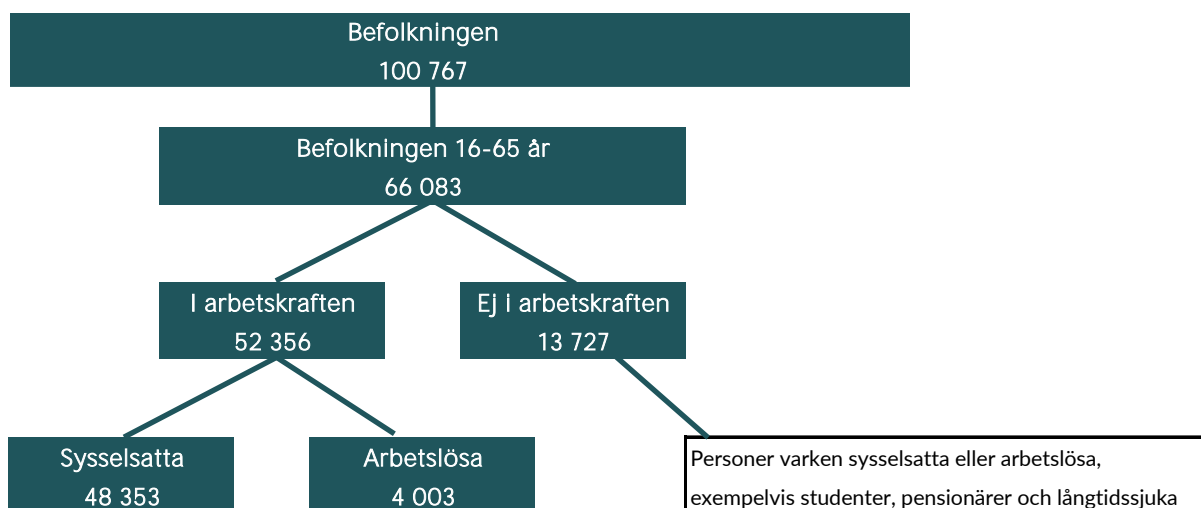 Befolkningen
100 767
Befolkningen 16-65 år
66 083
I arbetskraften
52 356
Ej i arbetskraften
13 727
Sysselsatta
48 353
Arbetslösa
4 003
Personer varken sysselsatta eller arbetslösa,
exempelvis studenter, pensionärer och långtidssjuka